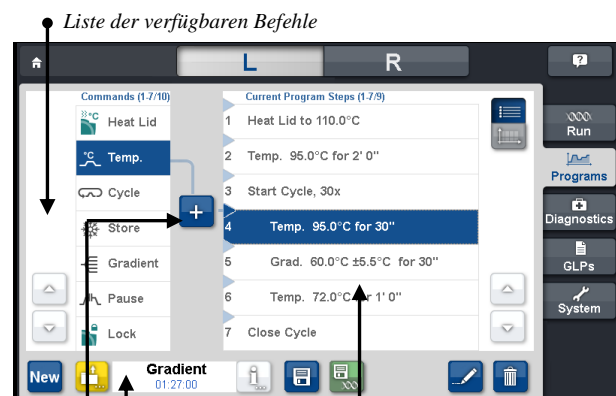 Liste der verfügbaren Befehle
L R ?
Commands (1-7/10) Current Program Steps (1-7/9)
°C Heat Lid 1 Heat Lid to 110.0°C
°C Temp. 2 Temp. 95.0°C for 2' 0"
Cycle 3 Start Cycle, 30x
+
Store 4 Temp. 95.0°C for 30"
Gradient 5 Grad. 60.0°C ±5.5°C for 30"
Pause 6 Temp. 72.0°C for 1' 0"
Lock 7 Close Cycle
Run
Programs
Diagnostics
GLPs
System
New Gradient
01:27:00